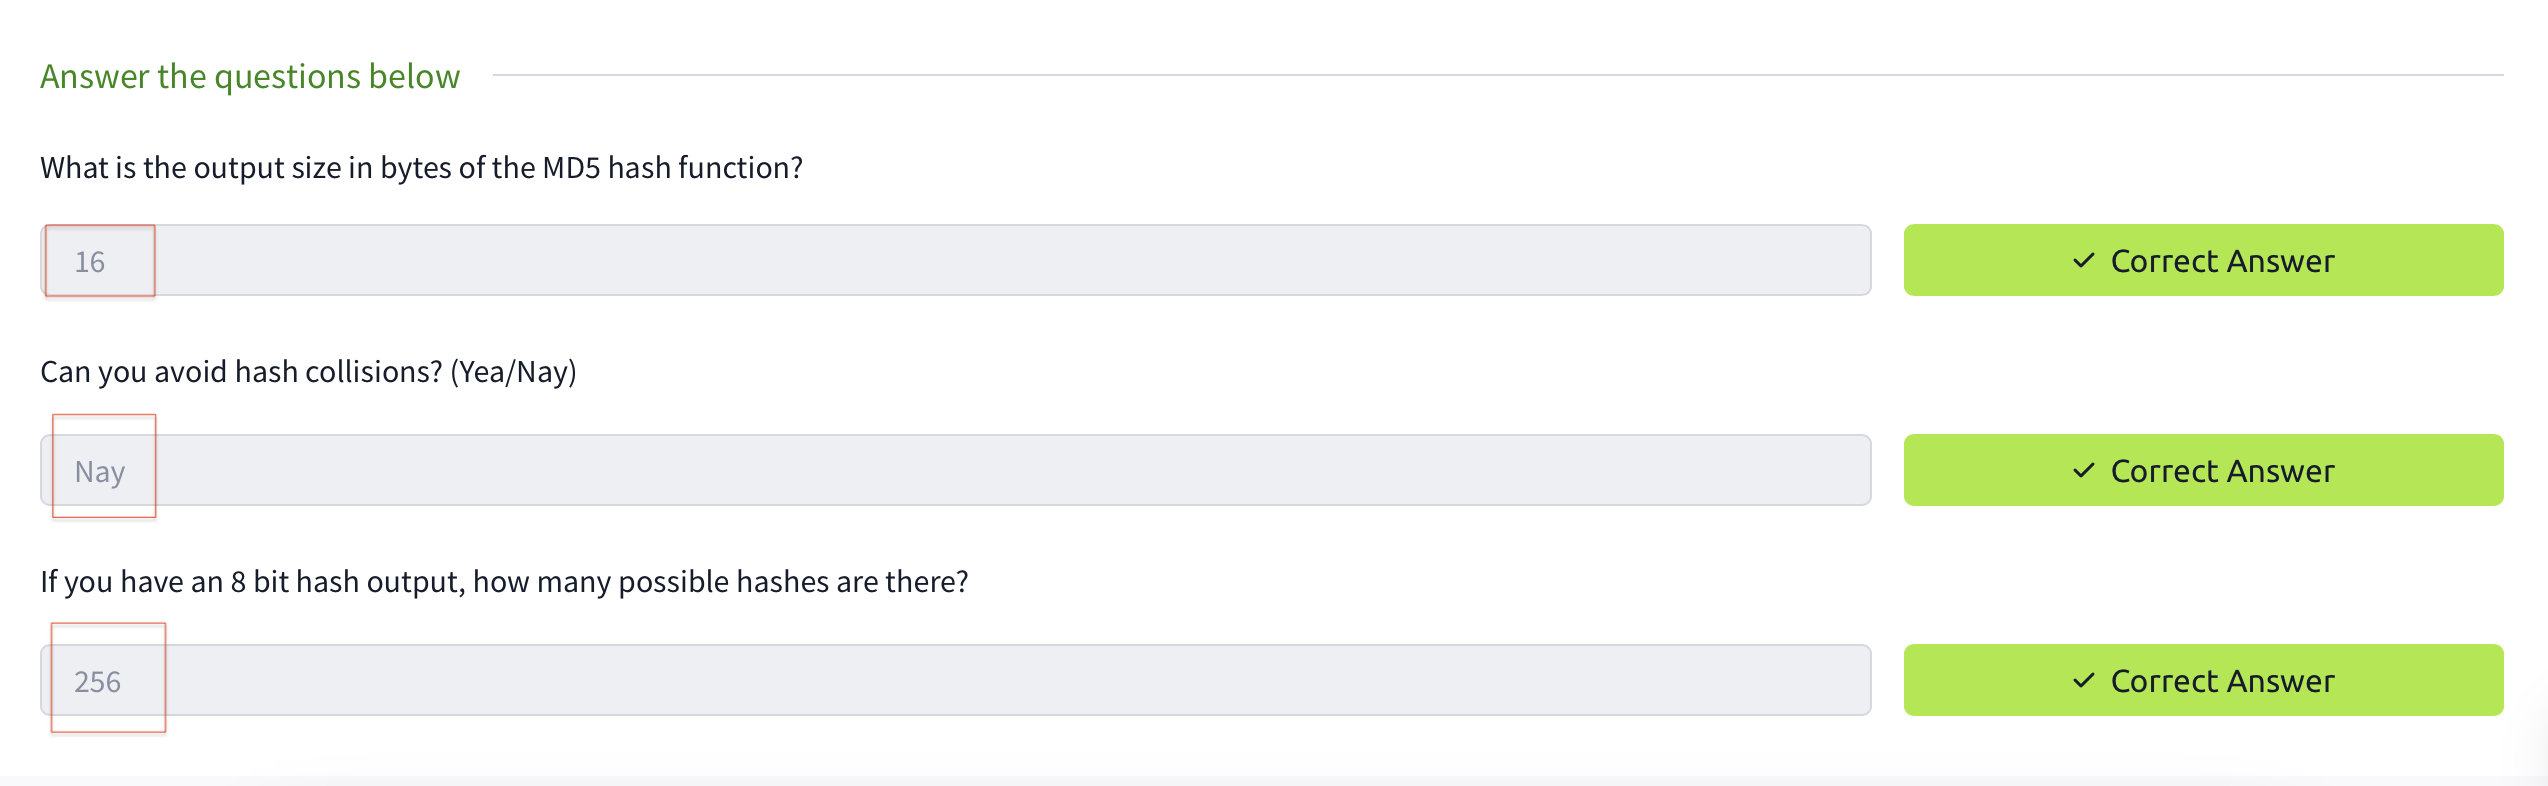 Answer the questions below
What is the output size in bytes of the MD5 hash function?
16
✓ Correct Answer
Can you avoid hash collisions? (Yea/Nay)
Nay
✓ Correct Answer
If you have an 8 bit hash output, how many possible hashes are there?
256
✓ Correct Answer